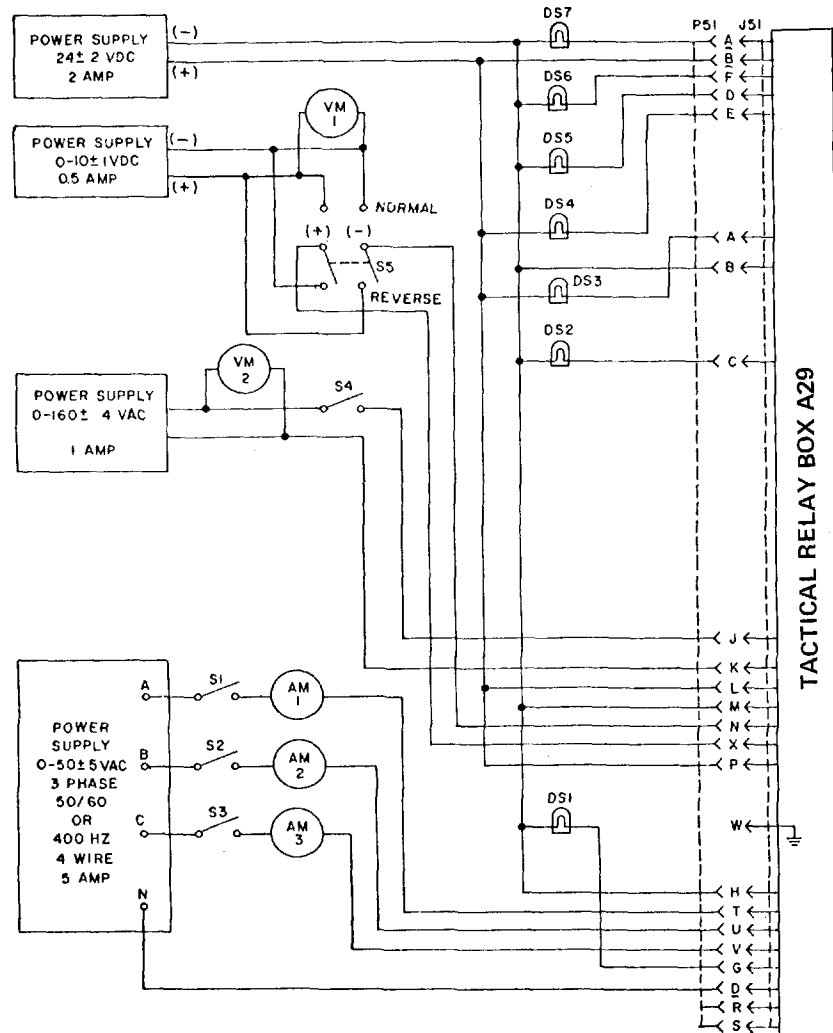 DS7
P51 J51
POWER SUPPLY
24± 2 VDC
2 AMP
(-)
(+)
A
B
F
D
E
DS6
VM
1
POWER SUPPLY
0-10± 1VDC
0.5 AMP
(-)
(+)
DS5
NORMAL
(+) (-)
S5
REVERSE
DS4
A
B
DS3
DS2
C
VM
2
POWER SUPPLY
0-160± 4 VAC
1 AMP
S4
TACTICAL RELAY BOX A29
J
K
L
M
N
X
P
POWER
SUPPLY
0-50±5VAC
3 PHASE
50/60
OR
400 HZ
4 WIRE
5 AMP
A
S1
AM
1
B
S2
AM
2
C
S3
AM
3
N
DS1
W
H
T
U
V
G
D
R
S